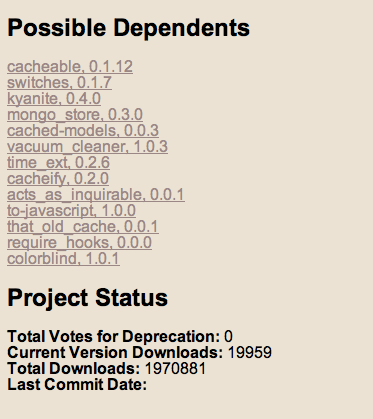 Possible Dependents
cacheable, 0.1.12
switches, 0.1.7
kyanite, 0.4.0
mongo_store, 0.3.0
cached-models, 0.0.3
vacuum_cleaner, 1.0.3
time_ext, 0.2.6
cacheify, 0.2.0
acts_as_inquirable, 0.0.1
to-javascript, 1.0.0
that_old_cache, 0.0.1
require_hooks, 0.0.0
colorblind, 1.0.1
Project Status
Total Votes for Deprecation: 0
Current Version Downloads: 19959
Total Downloads: 1970881
Last Commit Date: